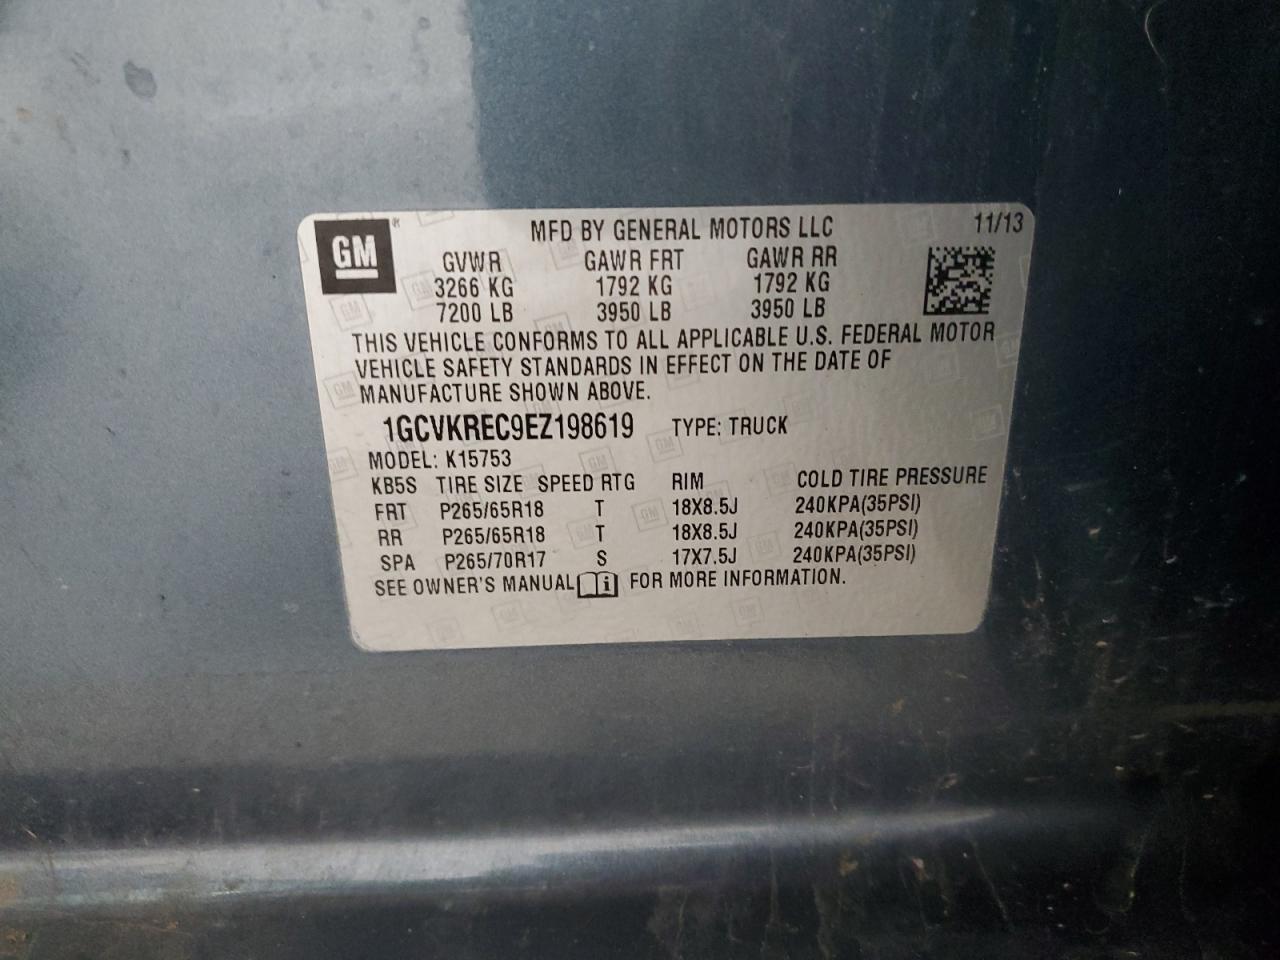 GM ® MFD BY GENERAL MOTORS LLC 11/13
GVWR GAWR FRT GAWR RR
3266 KG 1792 KG 1792 KG
7200 LB 3950 LB 3950 LB
THIS VEHICLE CONFORMS TO ALL APPLICABLE U.S. FEDERAL MOTOR
VEHICLE SAFETY STANDARDS IN EFFECT ON THE DATE OF
MANUFACTURE SHOWN ABOVE.
1GCVKREC9EZ198619 TYPE: TRUCK
MODEL: K15753
KB5S TIRE SIZE SPEED RTG RIM COLD TIRE PRESSURE
FRT P265/65R18 T 18X8.5J 240KPA(35PSI)
RR P265/65R18 T 18X8.5J 240KPA(35PSI)
SPA P265/70R17 S 17X7.5J 240KPA(35PSI)
SEE OWNER'S MANUAL i FOR MORE INFORMATION.